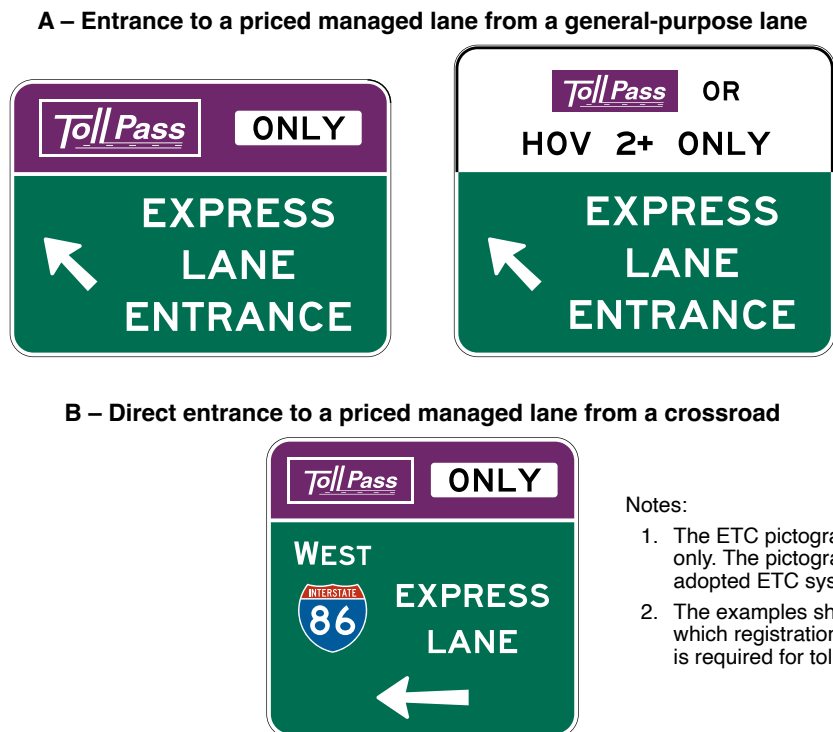 A – Entrance to a priced managed lane from a general-purpose lane
Toll Pass ONLY
EXPRESS
LANE
ENTRANCE
Toll Pass OR
HOV 2+ ONLY
EXPRESS
LANE
ENTRANCE
B – Direct entrance to a priced managed lane from a crossroad
Toll Pass ONLY
WEST
INTERSTATE
86
EXPRESS
LANE
Notes:
1. The ETC pictogra
only. The pictogra
adopted ETC sys
2. The examples sh
which registration
is required for tol